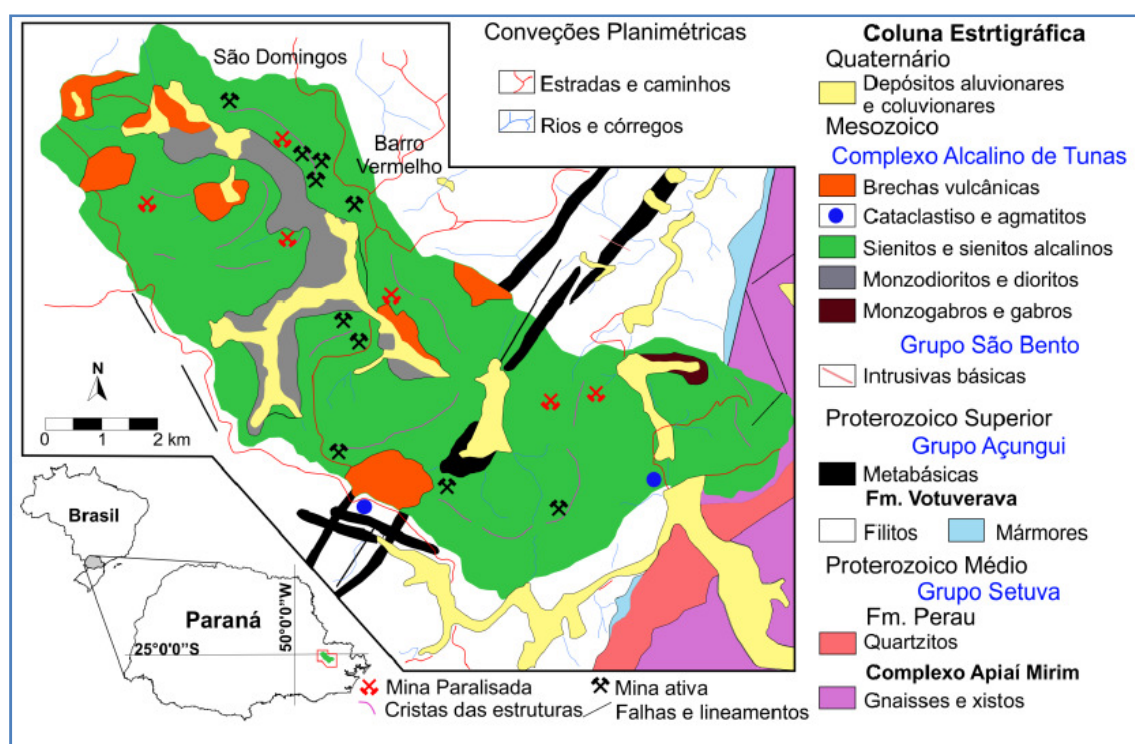 São Domingos
Barro
Vermelho
N
0 1 2 km
Conveções Planimétricas
Estradas e caminhos
Rios e córregos
Coluna Estrtigráfica
Quaternário
Depósitos aluvionares
e coluvionares
Mesozoico
Complexo Alcalino de Tunas
Brechas vulcânicas
Cataclastiso e agmatitos
Sienitos e sienitos alcalinos
Monzodioritos e dioritos
Monzogabros e gabros
Grupo São Bento
Intrusivas básicas
Proterozoico Superior
Grupo Açungui
Metabásicas
Fm. Votuverava
Filitos Mármores
Proterozoico Médio
Grupo Setuva
Fm. Perau
Quartzitos
Complexo Apiaí Mirim
Gnaisses e xistos
Brasil
Paraná
25°0'0"S
50°0'0"W
Mina Paralisada Mina ativa
Cristas das estruturas Falhas e lineamentos